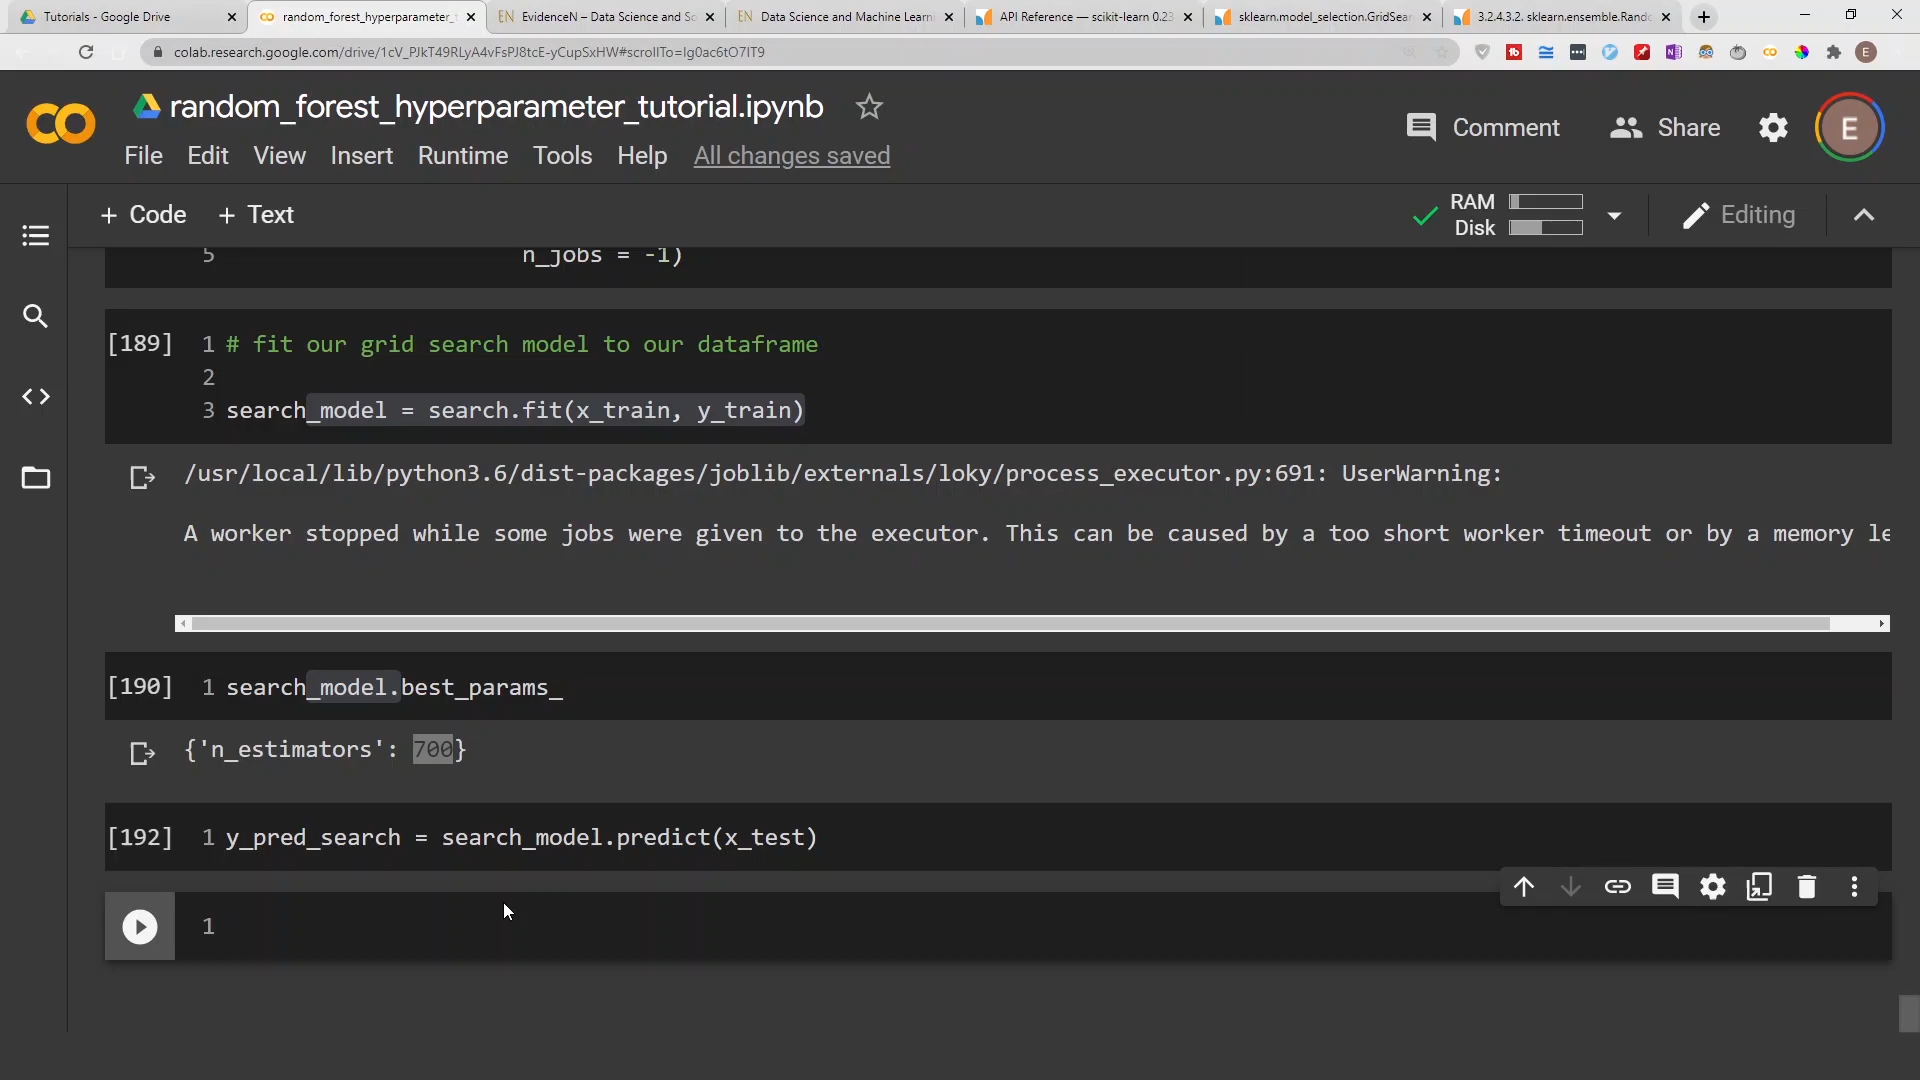 Tutorials - Google Drive
random_forest_hyperparameter_t
EvidenceN – Data Science and So
Data Science and Machine Learni
API Reference — scikit-learn 0.23
sklearn.model_selection.GridSear
3.2.4.3.2. sklearn.ensemble.Rando
colab.research.google.com/drive/1cV_PJkT49RLyA4vFsPJ8tcE-yCupSxHW#scrollTo=Ig0ac6tO7IT9
random_forest_hyperparameter_tutorial.ipynb
Comment
Share
E
File Edit View Insert Runtime Tools Help All changes saved
+ Code + Text
RAM
Disk
Editing
5 n_jobs = -1)
[189] 1 # fit our grid search model to our dataframe
2
3 search_model = search.fit(x_train, y_train)
/usr/local/lib/python3.6/dist-packages/joblib/externals/loky/process_executor.py:691: UserWarning:
A worker stopped while some jobs were given to the executor. This can be caused by a too short worker timeout or by a memory le
[190] 1 search_model.best_params_
{'n_estimators': 700}
[192] 1 y_pred_search = search_model.predict(x_test)
1